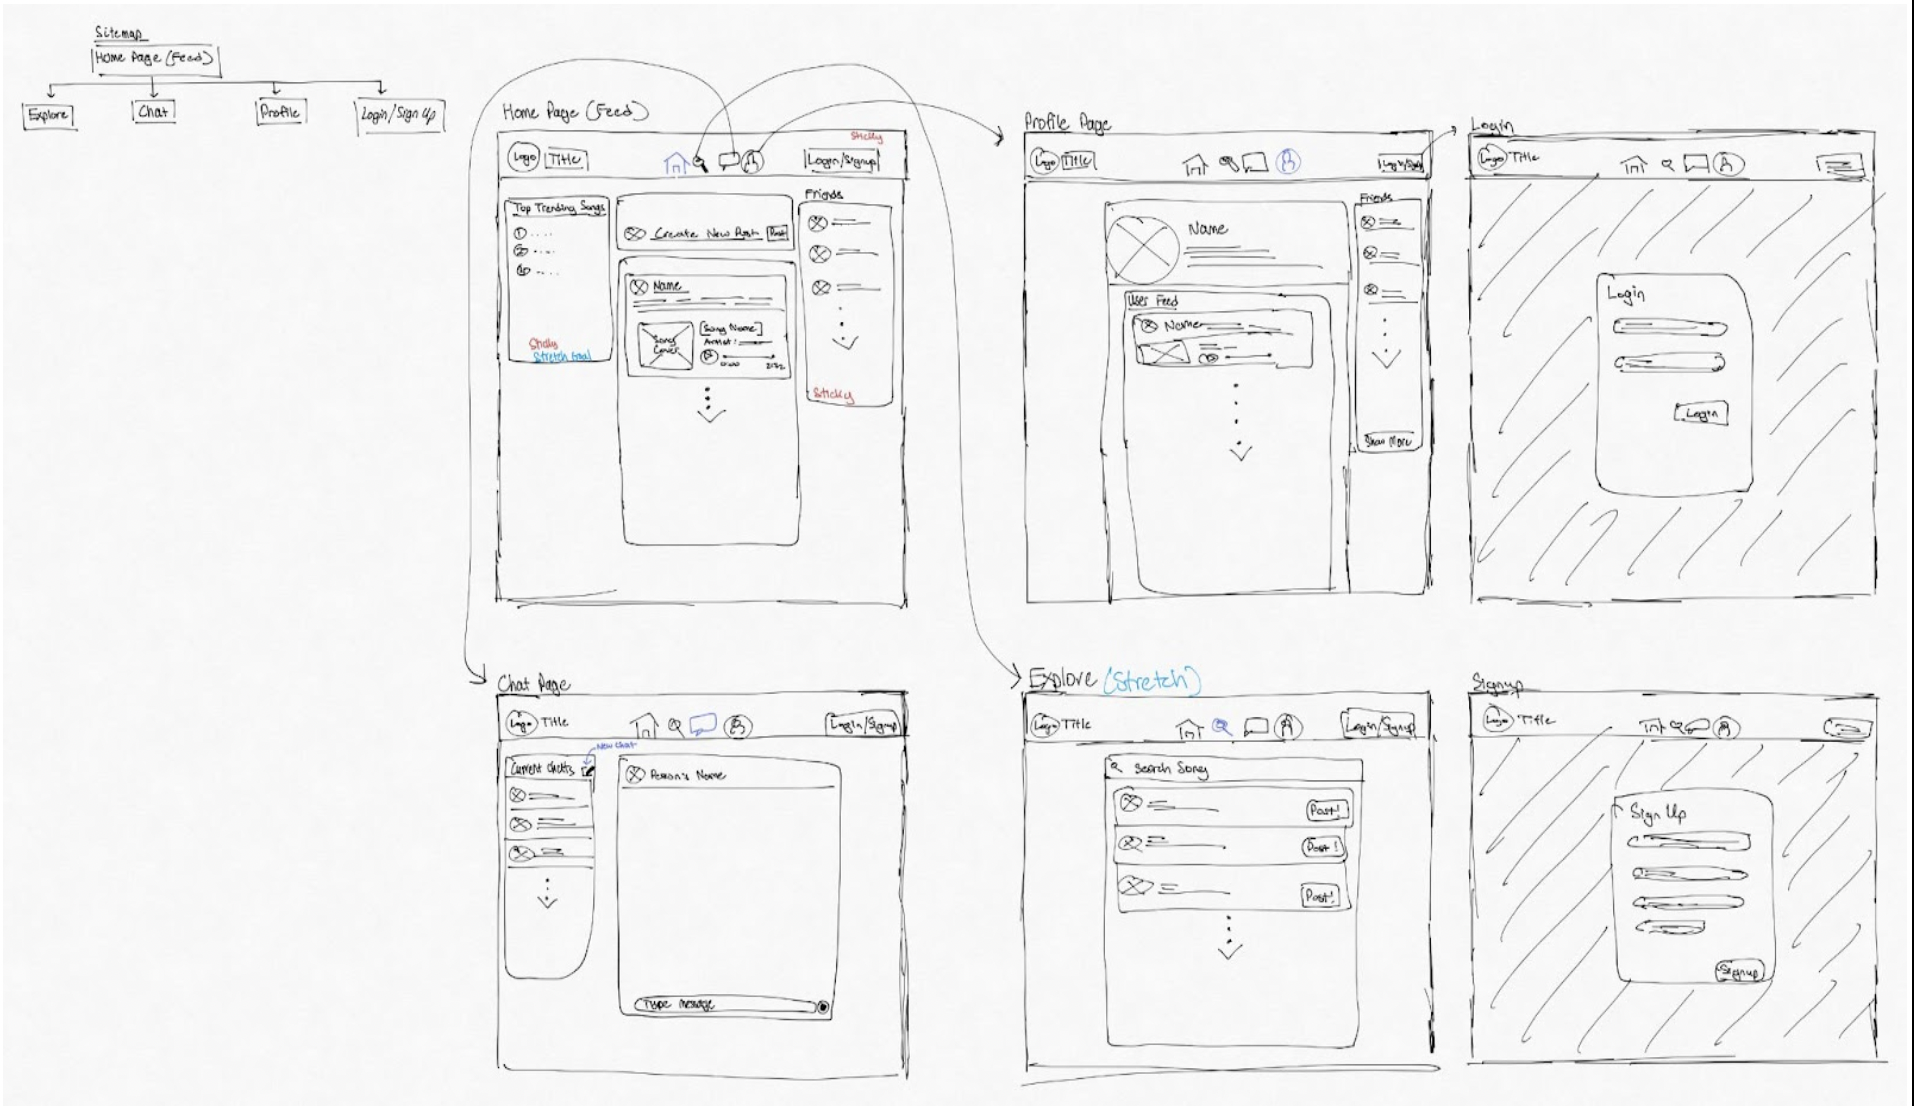 Sitemap
Home Page (Feed)
Explore
Chat
Profile
Login/Sign Up
Home Page (Feed)
Sticky
Logo
Title
Login/Signup
Top Trending Songs
1
2
Sticky
Stretch Goal
Create New Post
Post
Name
Song Cover
[Song Name]
Artist:
0:00
Friends
Sticky
Profile Page
Logo
Title
Login/Signup
Name
User Feed
Name
Friends
Show More
Login
Logo
Title
Login
Login
Chat Page
Logo
Title
Login/Signup
New Chat
Current Chats
Person's Name
Type message
Explore (Stretch)
Logo
Title
Login/Signup
Search Song
Post!
Post!
Post!
Signup
Logo
Title
Sign Up
Signup